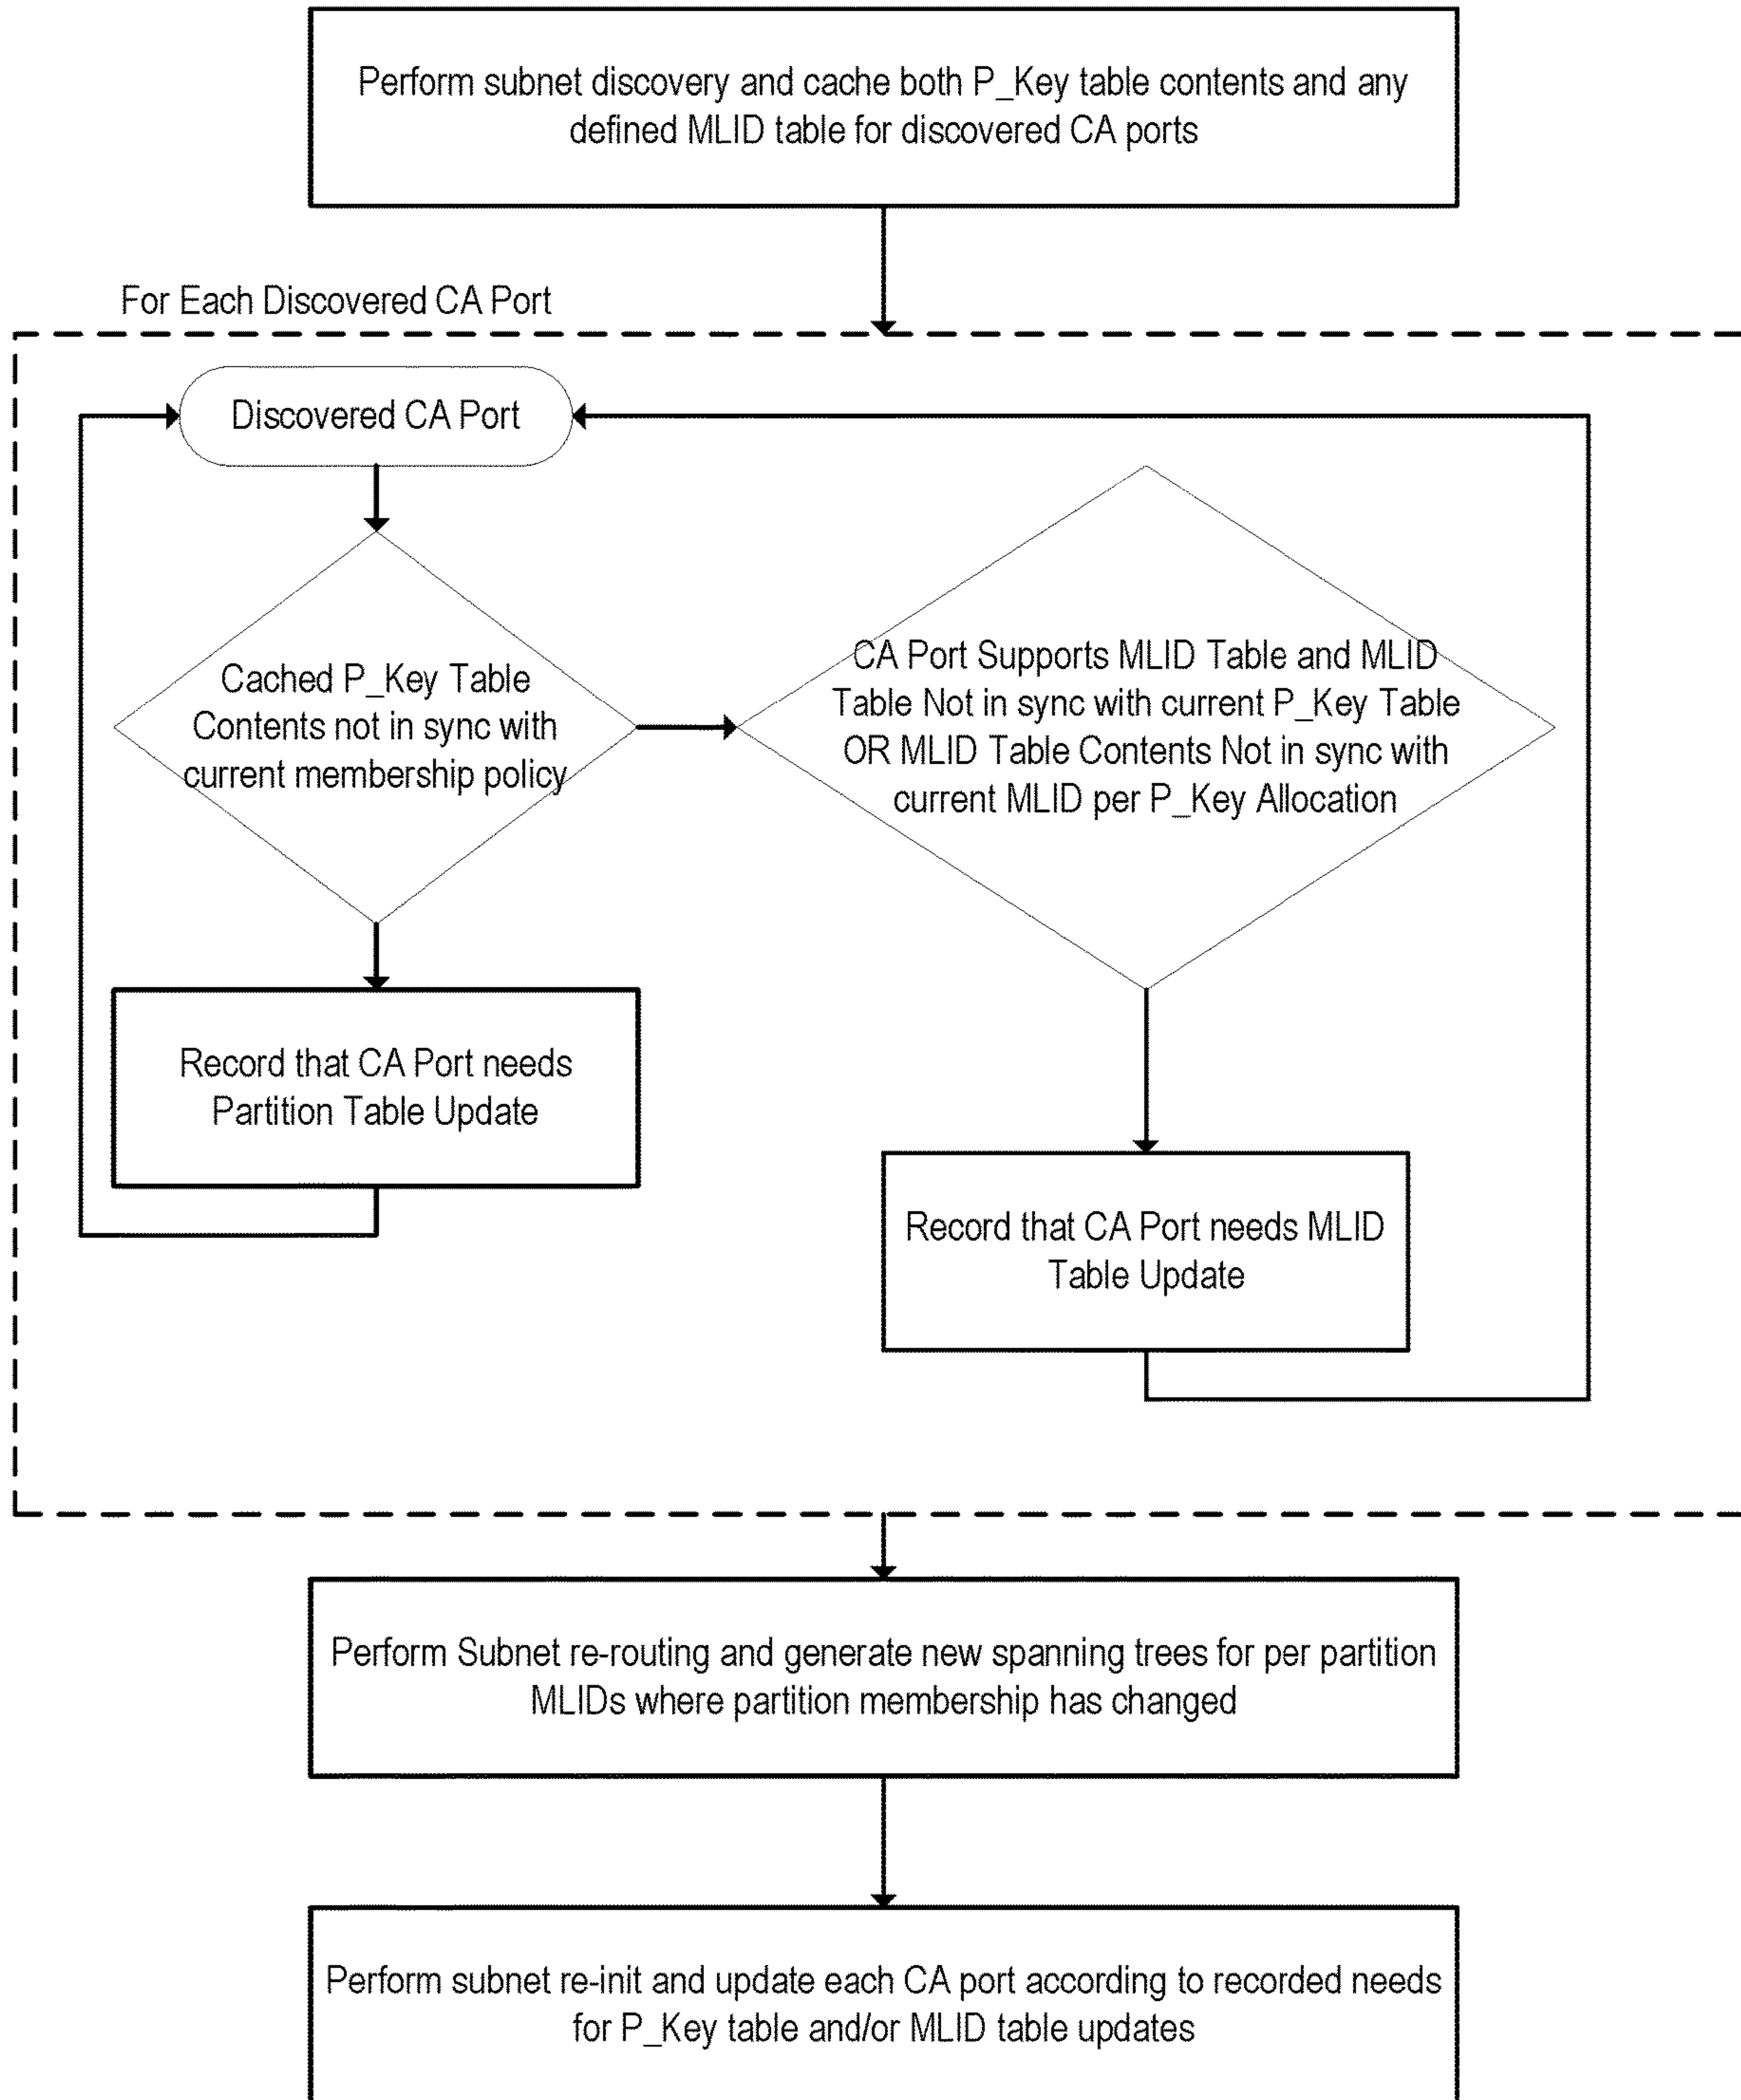 Perform subnet discovery and cache both P_Key table contents and any
defined MLID table for discovered CA ports
For Each Discovered CA Port
Discovered CA Port
Cached P_Key Table
Contents not in sync with
current membership policy
CA Port Supports MLID Table and MLID
Table Not in sync with current P_Key Table
OR MLID Table Contents Not in sync with
current MLID per P_Key Allocation
Record that CA Port needs
Partition Table Update
Record that CA Port needs MLID
Table Update
Perform Subnet re-routing and generate new spanning trees for per partition
MLIDs where partition membership has changed
Perform subnet re-init and update each CA port according to recorded needs
for P_Key table and/or MLID table updates